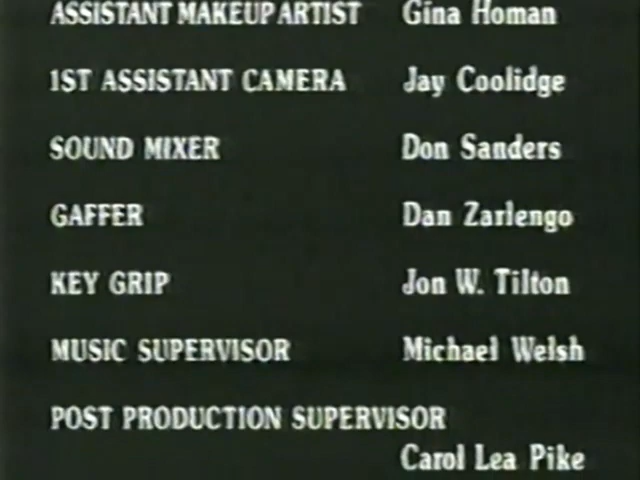 ASSISTANT MAKEUP ARTIST Gina Homan
1ST ASSISTANT CAMERA Jay Coolidge
SOUND MIXER Don Sanders
GAFFER Dan Zarlengo
KEY GRIP Jon W. Tilton
MUSIC SUPERVISOR Michael Welsh
POST PRODUCTION SUPERVISOR
Carol Lea Pike